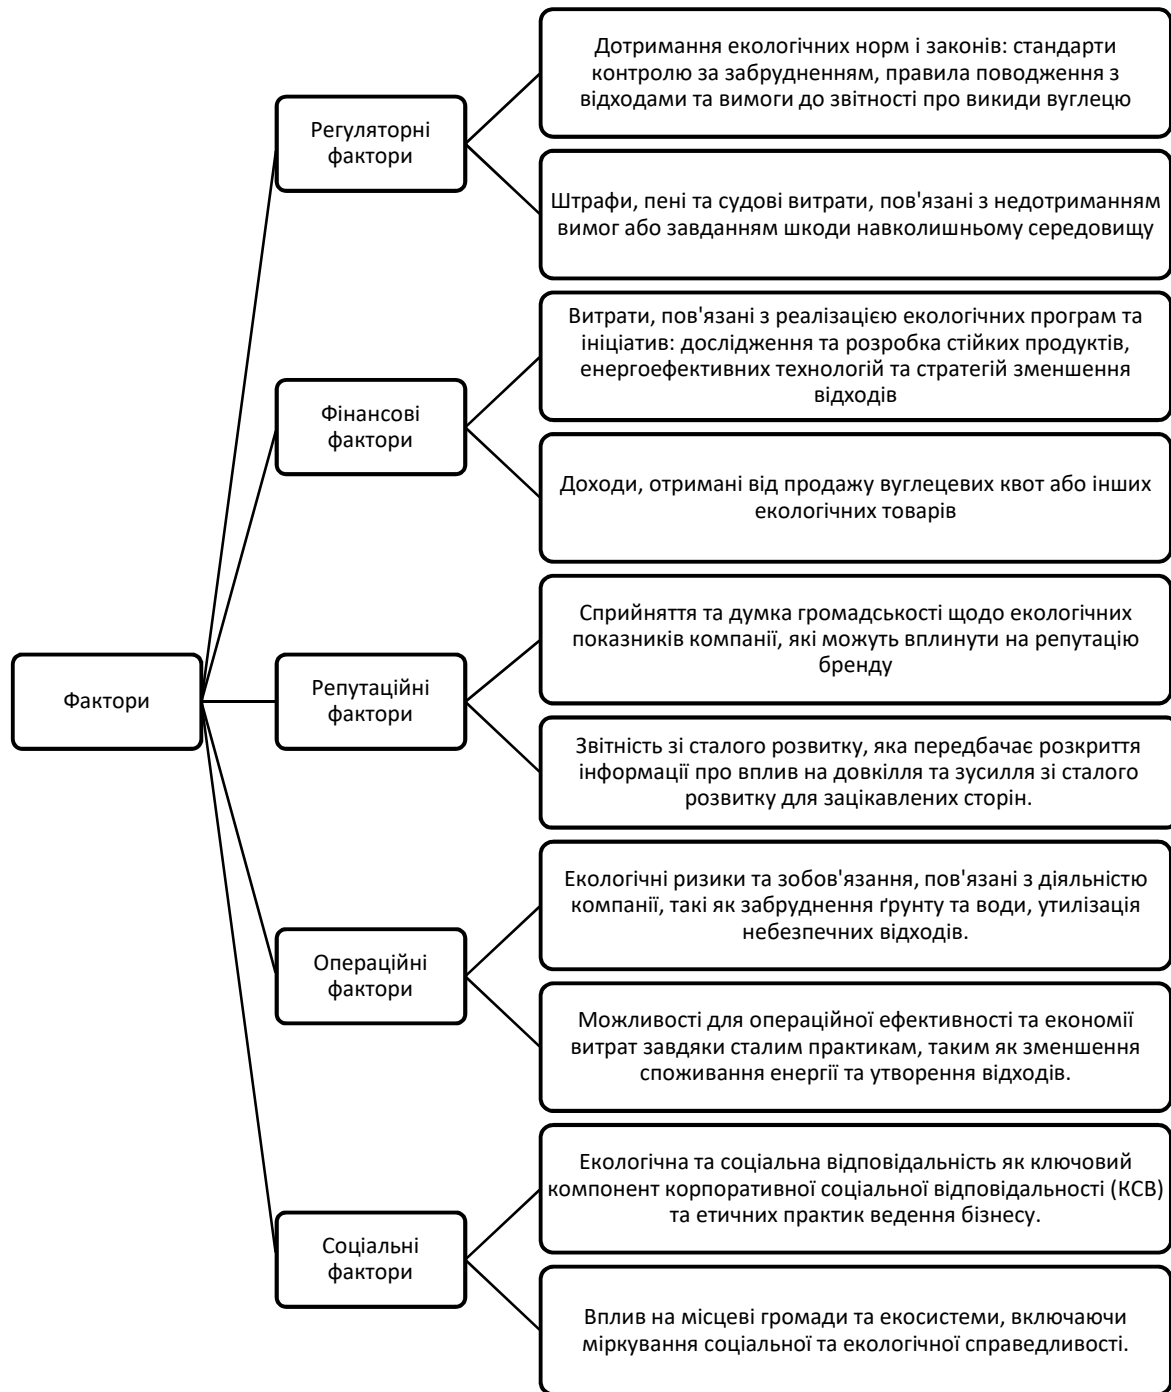 Фактори
Регуляторні
фактори
Дотримання екологічних норм і законів: стандарти
контролю за забрудненням, правила поводження з
відходами та вимоги до звітності про викиди вуглецю
Штрафи, пені та судові витрати, пов'язані з недотриманням
вимог або завданням шкоди навколишньому середовищу
Фінансові
фактори
Витрати, пов'язані з реалізацією екологічних програм та
ініціатив: дослідження та розробка стійких продуктів,
енергоефективних технологій та стратегій зменшення
відходів
Доходи, отримані від продажу вуглецевих квот або інших
екологічних товарів
Репутаційні
фактори
Сприйняття та думка громадськості щодо екологічних
показників компанії, які можуть вплинути на репутацію
бренду
Звітність зі сталого розвитку, яка передбачає розкриття
інформації про вплив на довкілля та зусилля зі сталого
розвитку для зацікавлених сторін.
Операційні
фактори
Екологічні ризики та зобов'язання, пов'язані з діяльністю
компанії, такі як забруднення ґрунту та води, утилізація
небезпечних відходів.
Можливості для операційної ефективності та економії
витрат завдяки сталим практикам, таким як зменшення
споживання енергії та утворення відходів.
Соціальні
фактори
Екологічна та соціальна відповідальність як ключовий
компонент корпоративної соціальної відповідальності (КСВ)
та етичних практик ведення бізнесу.
Вплив на місцеві громади та екосистеми, включаючи
міркування соціальної та екологічної справедливості.